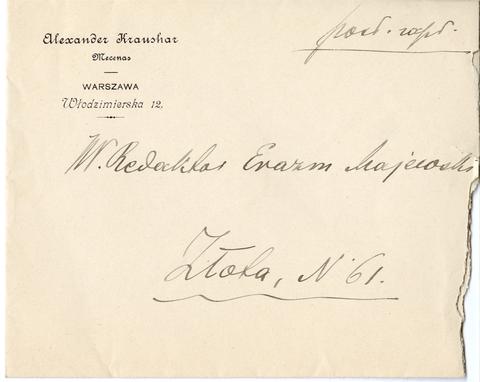 Alexander Kraushar
Mecenas
WARSZAWA
Włodzimierska 12.
W. Redaktor Erazm Majewski
Złota, N 61.